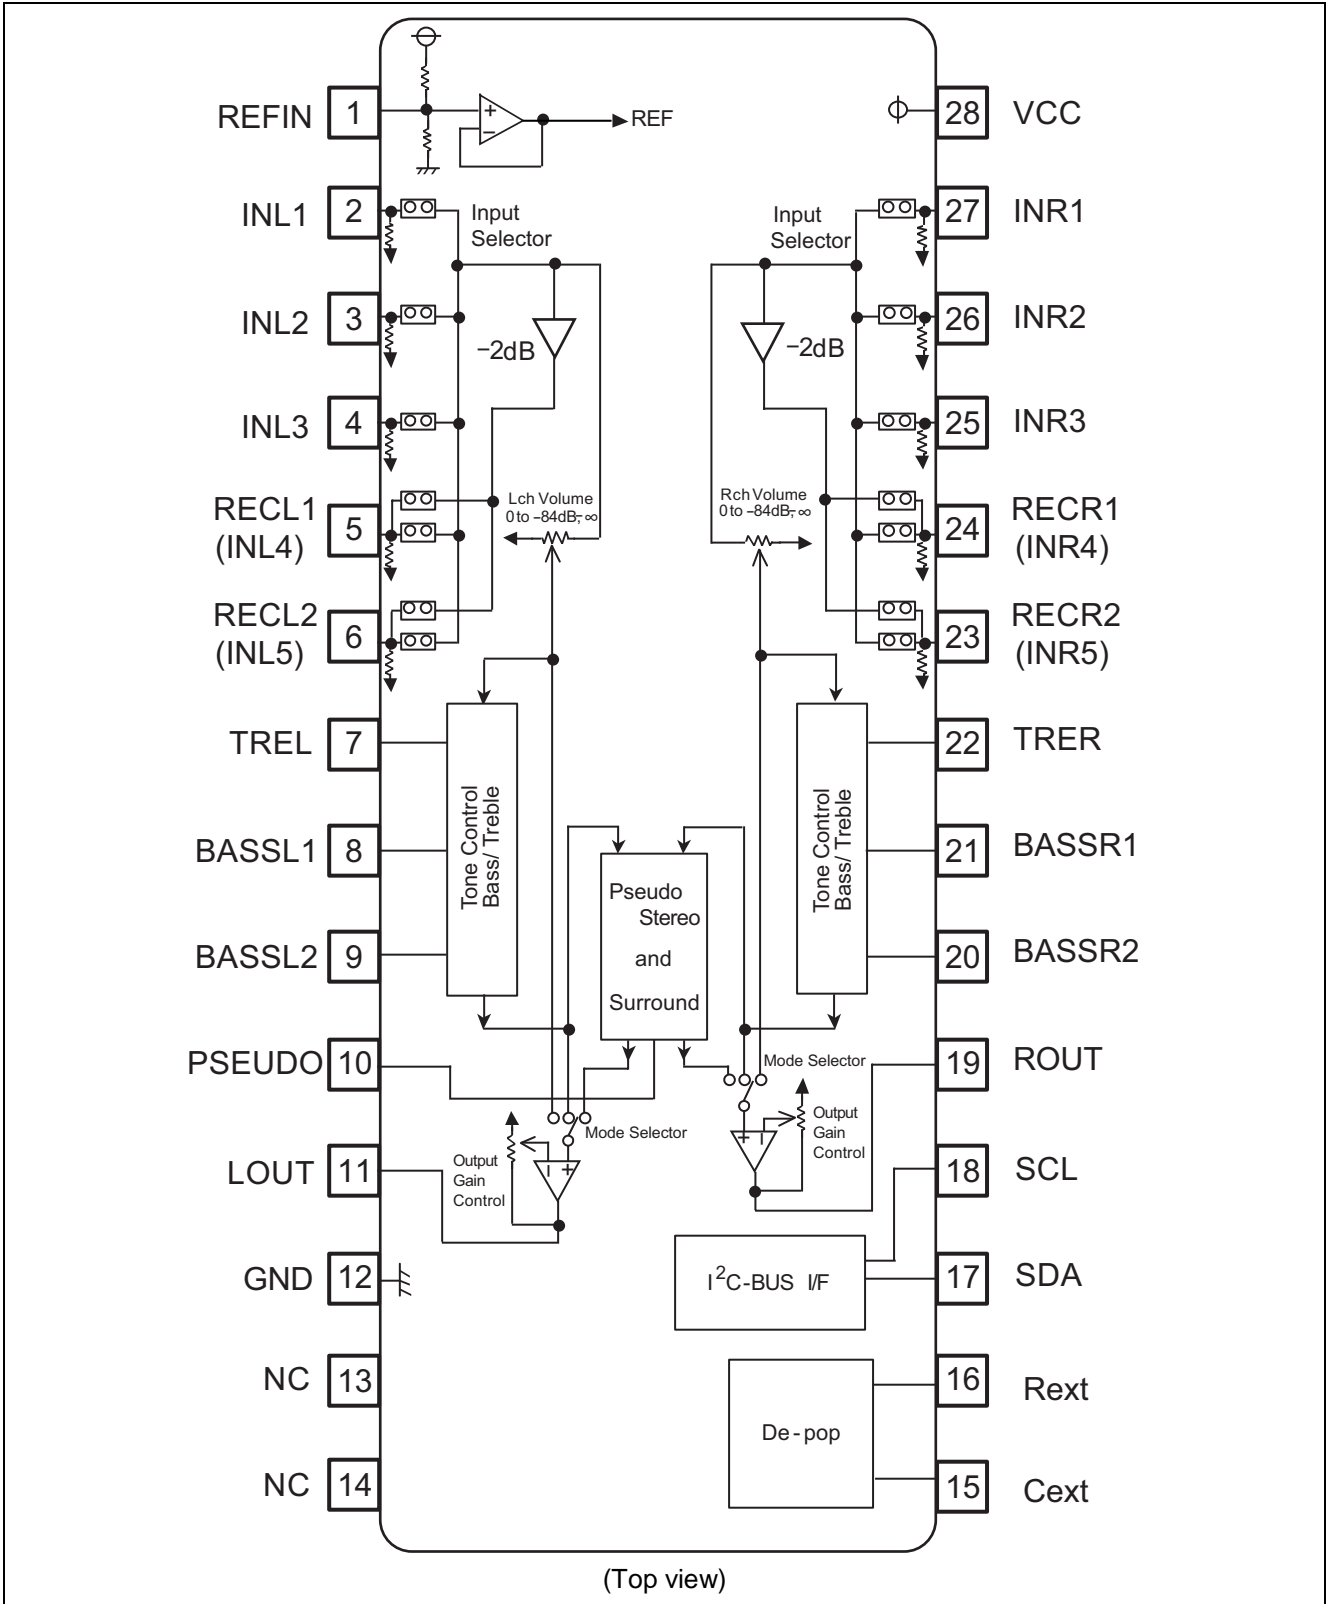 REFIN 1
REF
28 VCC
INL1 2
Input
Selector
Input
Selector
27 INR1
INL2 3
−2dB
−2dB
26 INR2
INL3 4
25 INR3
RECL1
(INL4) 5
Lch Volume
0 to −84dB, −∞
Rch Volume
0 to −84dB, −∞
24 RECR1
(INR4)
RECL2
(INL5) 6
23 RECR2
(INR5)
TREL 7
22 TRER
BASSL1 8
Tone Control
Bass/ Treble
Tone Control
Bass/ Treble
21 BASSR1
BASSL2 9
Pseudo
Stereo
and
Surround
20 BASSR2
PSEUDO 10
Mode Selector
19 ROUT
Mode Selector
Output
Gain
Control
+ −
LOUT 11
Output
Gain
Control
− +
18 SCL
GND 12
I²C-BUS I/F
17 SDA
NC 13
16 Rext
De-pop
NC 14
15 Cext
(Top view)